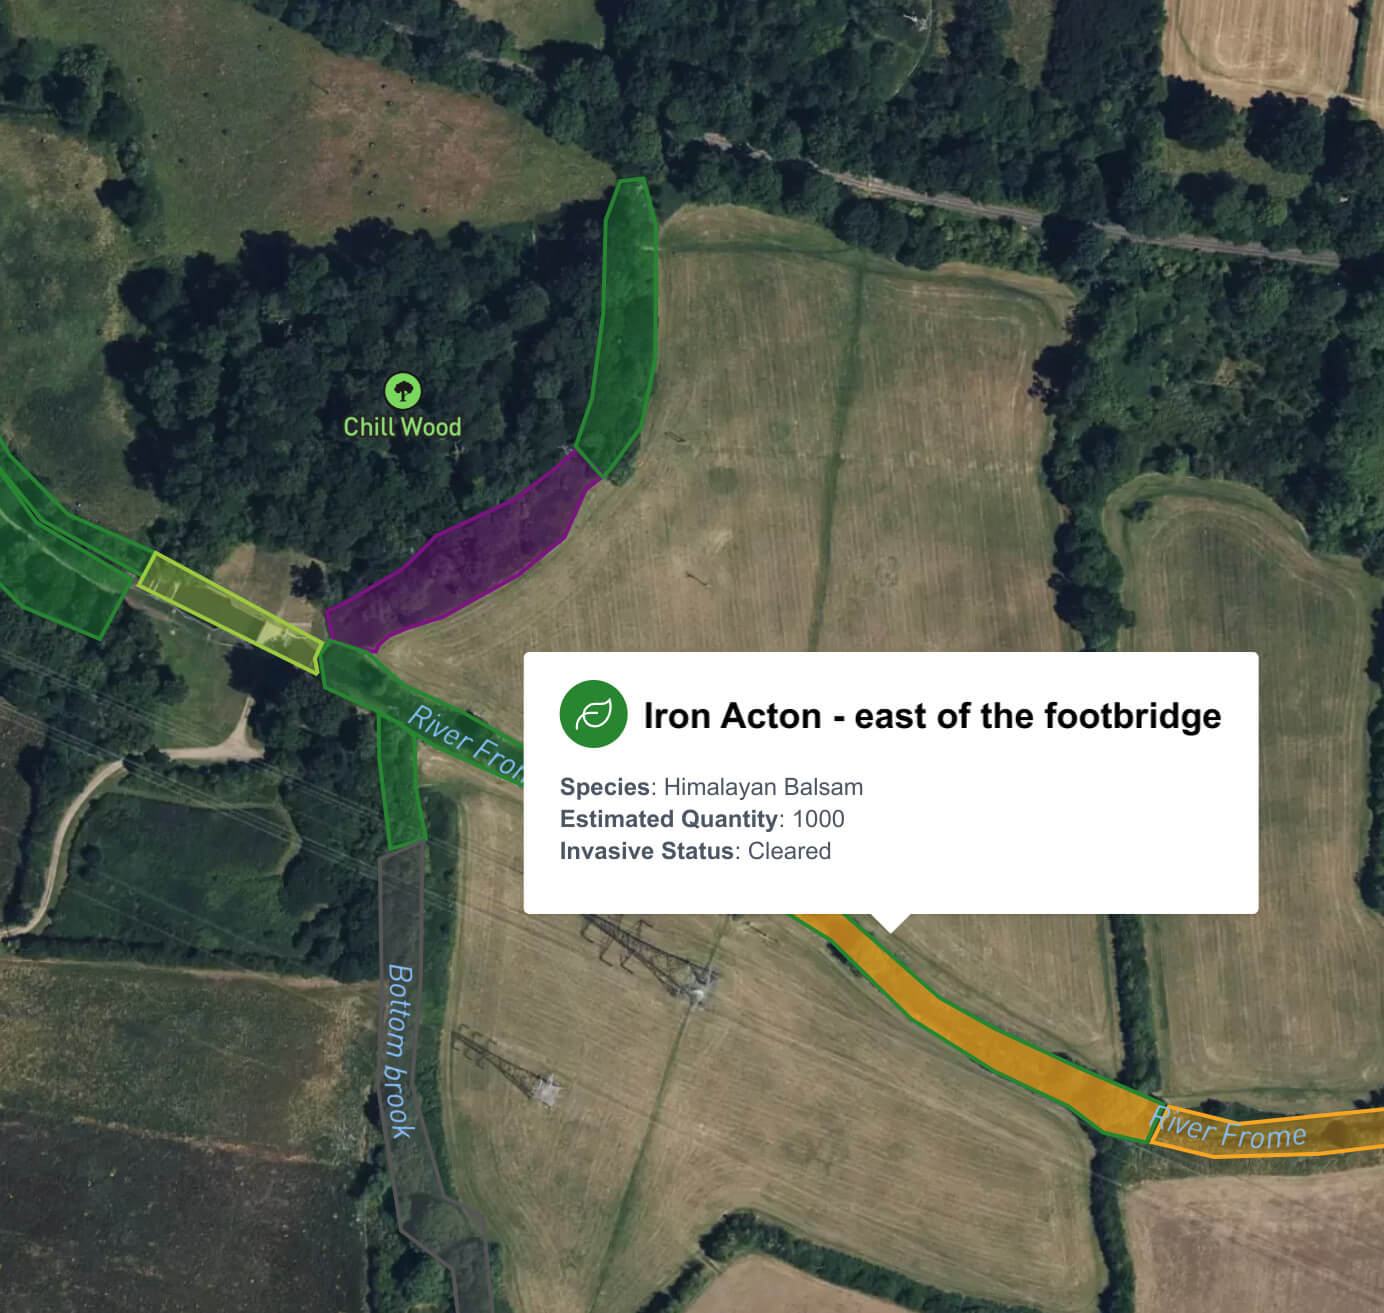 Chill Wood
River Fron
Iron Acton - east of the footbridge
Species: Himalayan Balsam
Estimated Quantity: 1000
Invasive Status: Cleared
Bottom brook
River Frome